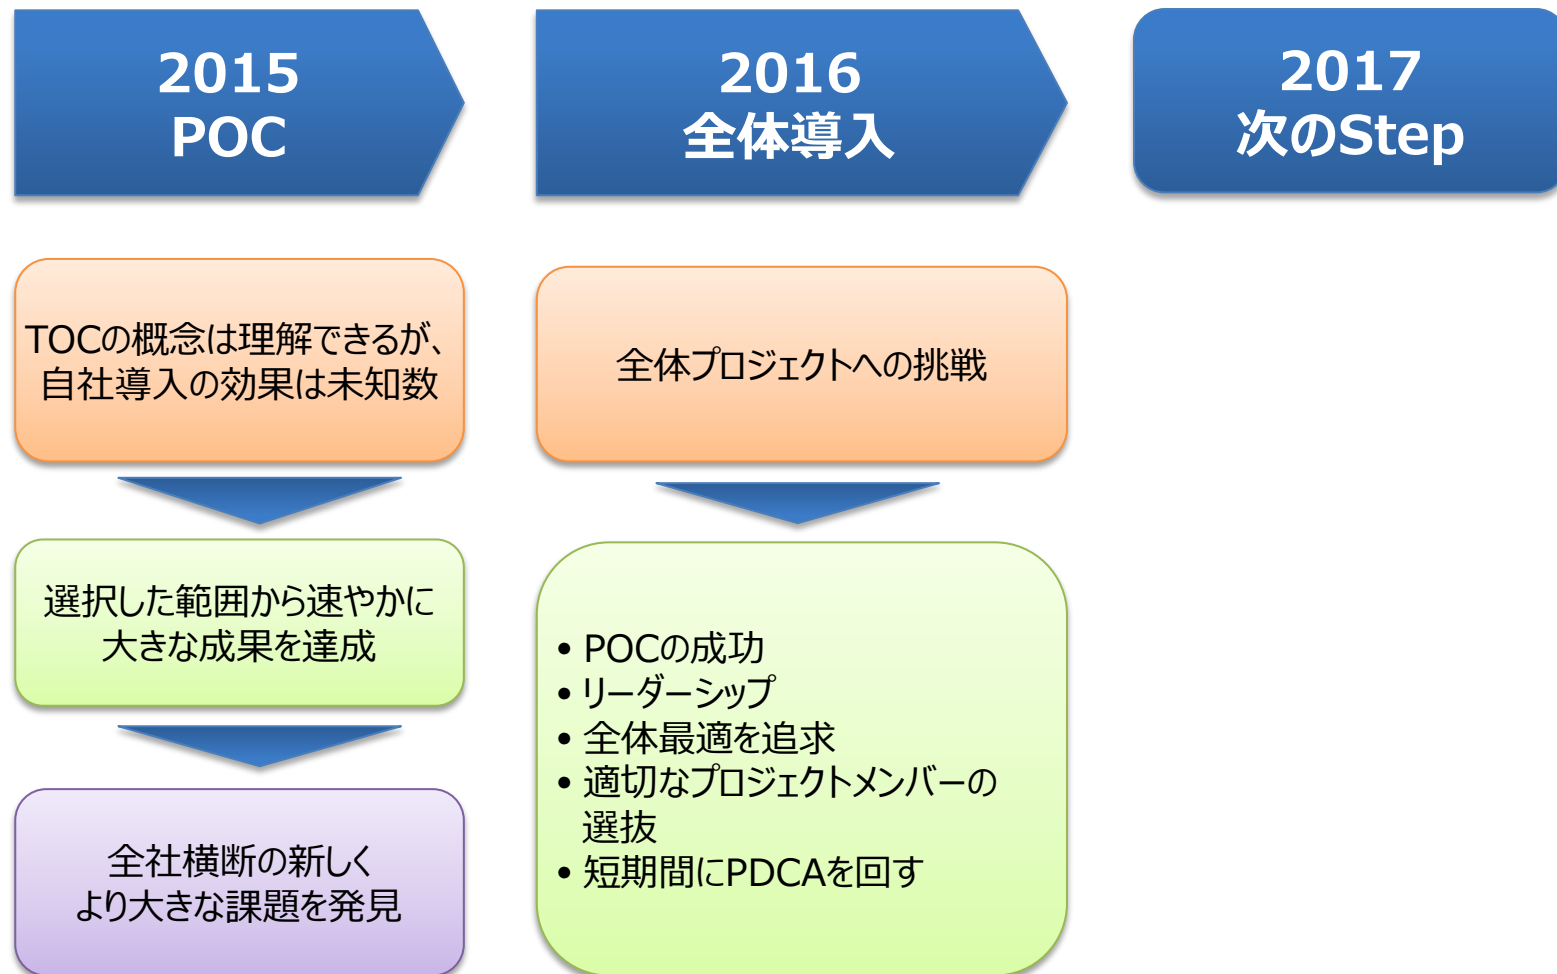 2015
POC
2016
全体導入
2017
次のStep
TOCの概念は理解できるが、
自社導入の効果は未知数
選択した範囲から速やかに
大きな成果を達成
全社横断の新しく
より大きな課題を発見
全体プロジェクトへの挑戦
• POCの成功
• リーダーシップ
• 全体最適を追求
• 適切なプロジェクトメンバーの
選抜
• 短期間にPDCAを回す